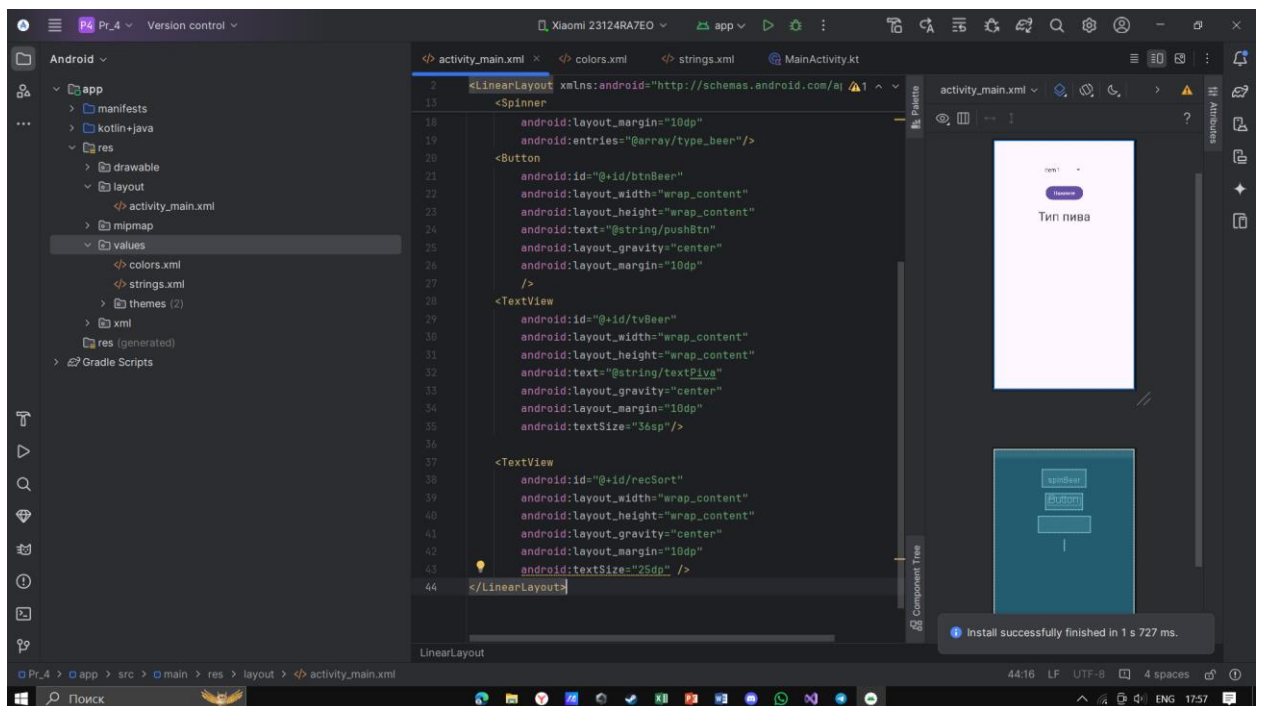 P4 Pr_4 Version control Xiaomi 23124RA7EO app
Android
activity_main.xml colors.xml strings.xml MainActivity.kt
app
manifests
kotlin+java
res
drawable
layout
activity_main.xml
mipmap
values
colors.xml
strings.xml
themes (2)
xml
res (generated)
Gradle Scripts
2 <LinearLayout xmlns:android="http://schemas.android.com/a 1
13 <Spinner
18 android:layout_margin="10dp"
19 android:entries="@array/type_beer"/>
20 <Button
21 android:id="@+id/btnBeer"
22 android:layout_width="wrap_content"
23 android:layout_height="wrap_content"
24 android:text="@string/pushBtn"
25 android:layout_gravity="center"
26 android:layout_margin="10dp"
27 />
28 <TextView
29 android:id="@+id/tvBeer"
30 android:layout_width="wrap_content"
31 android:layout_height="wrap_content"
32 android:text="@string/textPiva"
33 android:layout_gravity="center"
34 android:layout_margin="10dp"
35 android:textSize="36sp"/>
36
37 <TextView
38 android:id="@+id/recSort"
39 android:layout_width="wrap_content"
40 android:layout_height="wrap_content"
41 android:layout_gravity="center"
42 android:layout_margin="10dp"
43 android:textSize="25dp" />
44 </LinearLayout>
LinearLayout
Palette
Component Tree
activity_main.xml
?
Attributes
Тип пива
spinBeer
Button
Install successfully finished in 1 s 727 ms.
Pr_4 > app > src > main > res > layout > activity_main.xml
44:16 LF UTF-8 4 spaces
Поиск
ENG 17:57